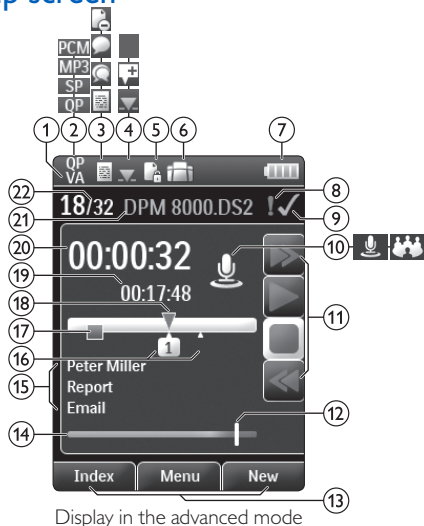 PCM
MP3
SP
QP
1 2 3 4 5 6 7
QP
VA
22 8
18/32 DPM 8000.DS2
21 9
20 00:00:32 10
19 00:17:48
18
17 11
1
16
Peter Miller
15 Report
Email
12
14
Index Menu New
13
Display in the advanced mode